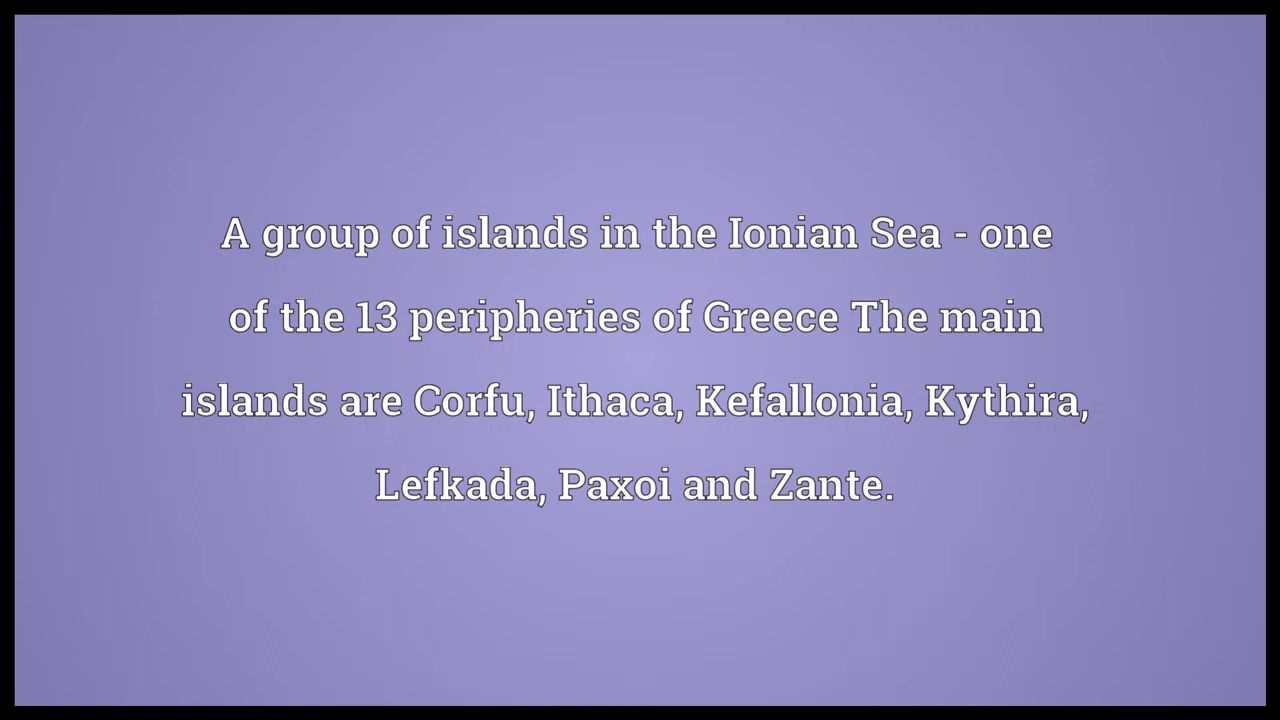 A group of islands in the Ionian Sea - one
of the 13 peripheries of Greece The main
islands are Corfu, Ithaca, Kefallonia, Kythira,
Lefkada, Paxoi and Zante.